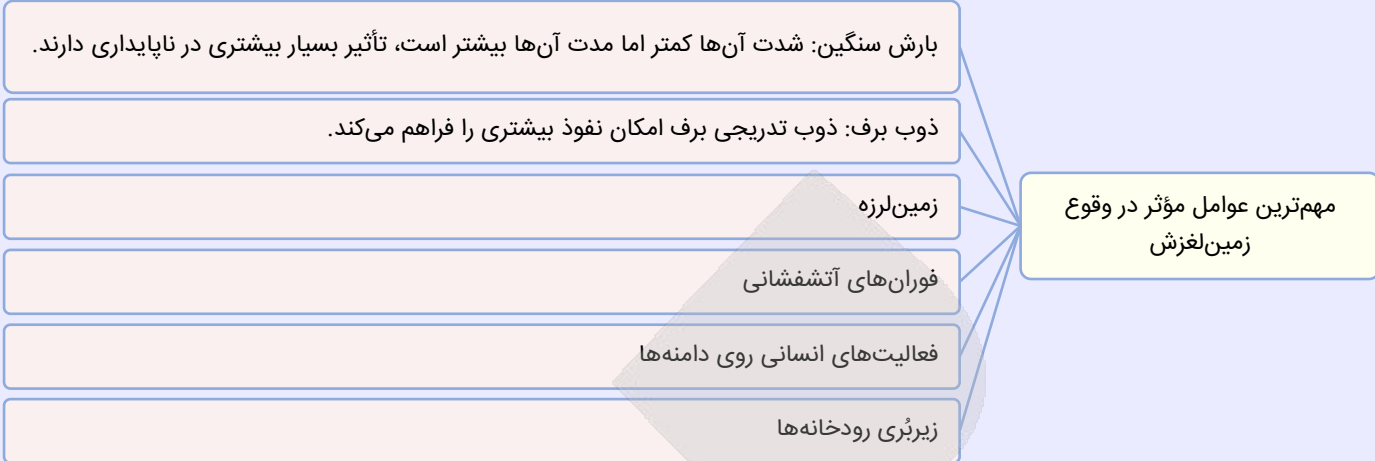 مهم‌ترین عوامل مؤثر در وقوع
زمین‌لغزش
بارش سنگین: شدت آن‌ها کمتر اما مدت آن‌ها بیشتر است، تأثیر بسیار بیشتری در ناپایداری دارند.
ذوب برف: ذوب تدریجی برف امکان نفوذ بیشتری را فراهم می‌کند.
زمین‌لرزه
فوران‌های آتشفشانی
فعالیت‌های انسانی روی دامنه‌ها
زیربُری رودخانه‌ها